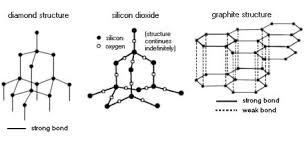 diamond structure
silicon dioxide
graphite structure
silicon
oxygen
(structure
continues
indefinitely)
strong bond
strong bond
weak bond